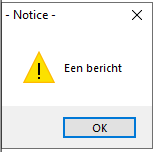 - Notice -
Een bericht
OK